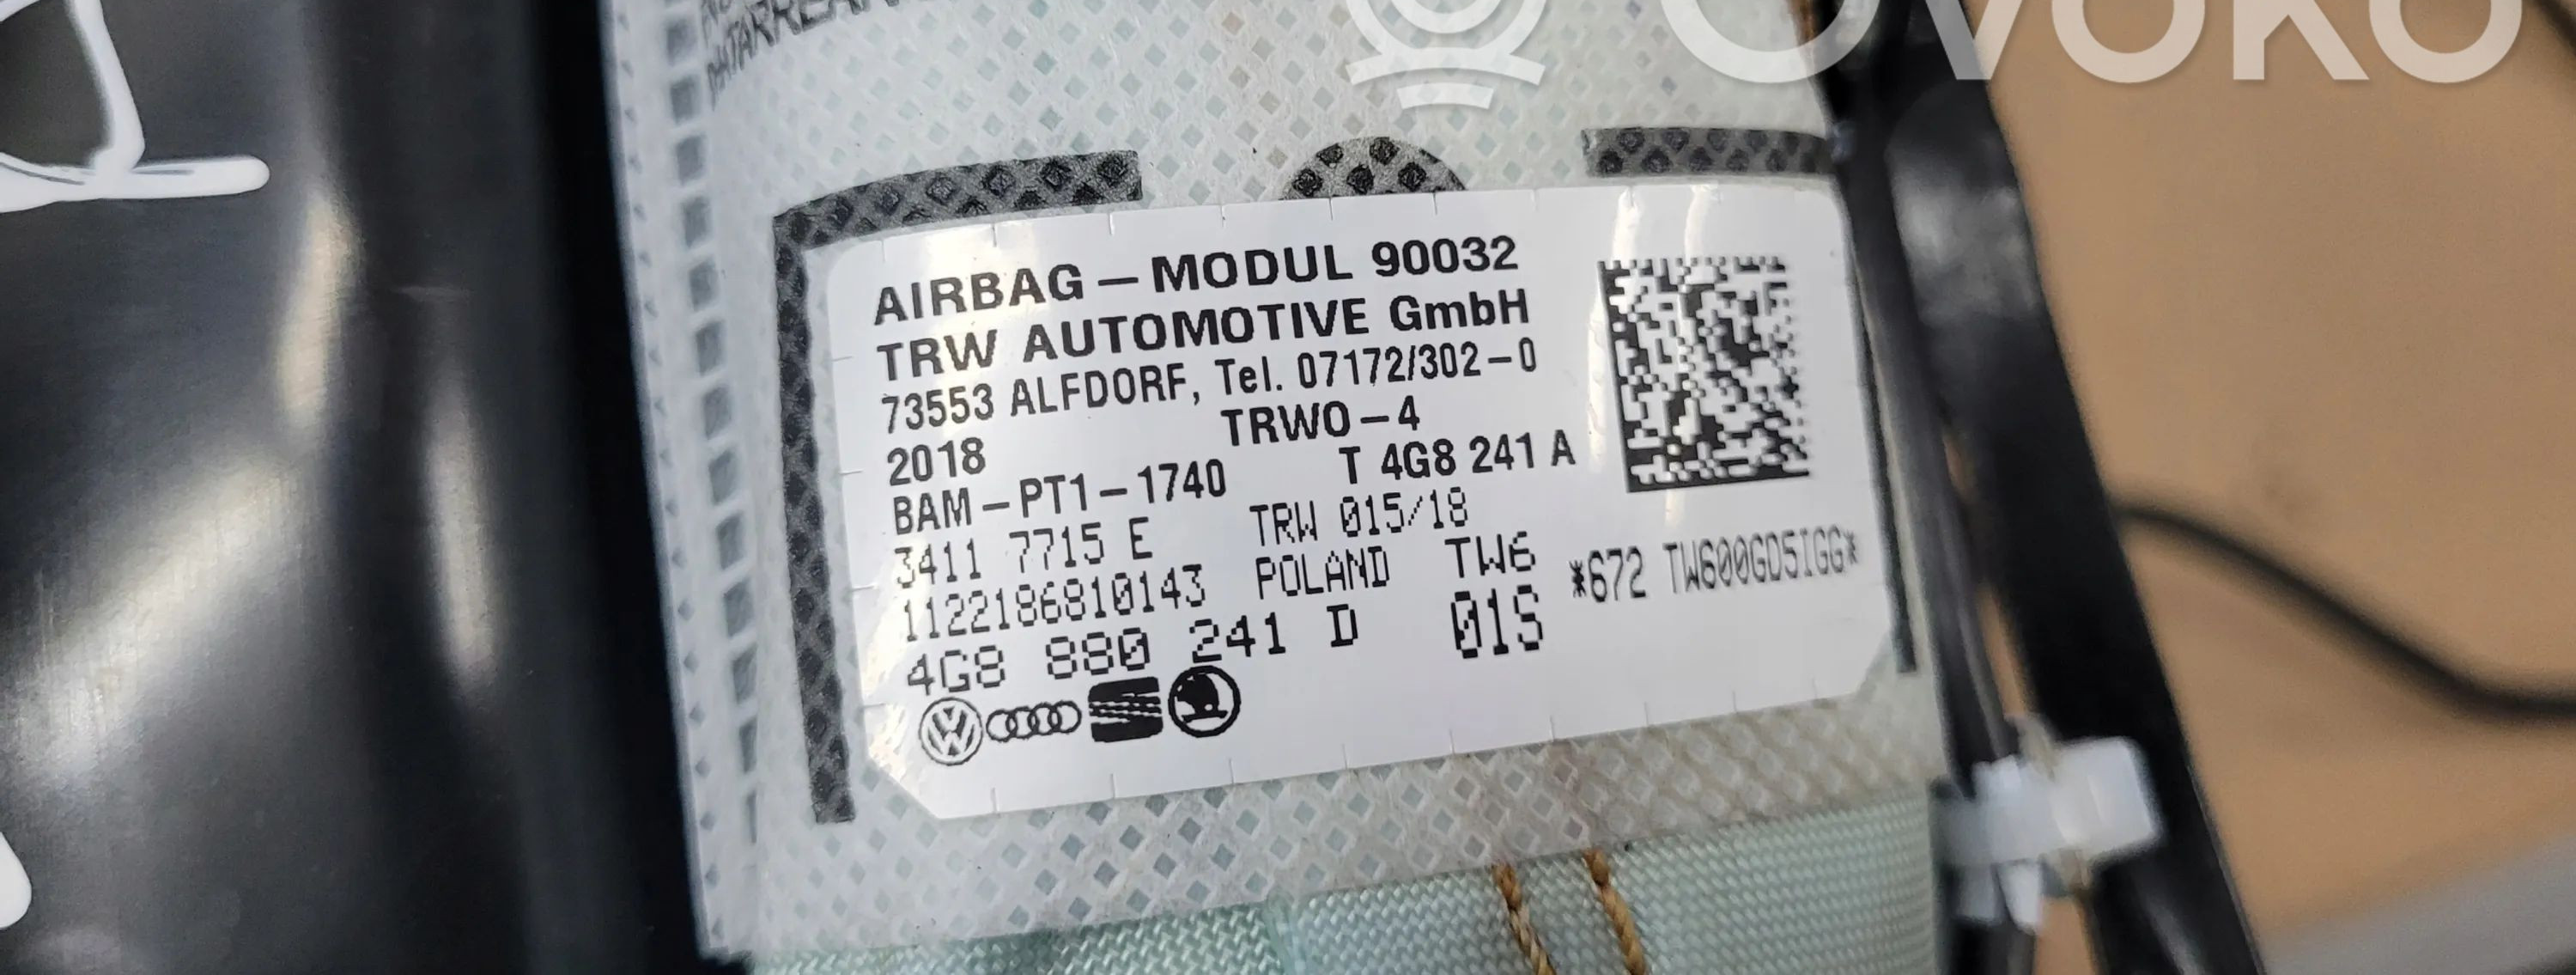 Ovoko
AIRBAG – MODUL 90032
TRW AUTOMOTIVE GmbH
73553 ALFDORF, Tel. 07172/302-0
2018 TRWO-4
BAM-PT1-1740 T 4G8 241 A
3411 7715 E TRW 015/18
1122186810143 POLAND TW6
*672 TW600GD5IGG*
4G8 880 241 D 01S